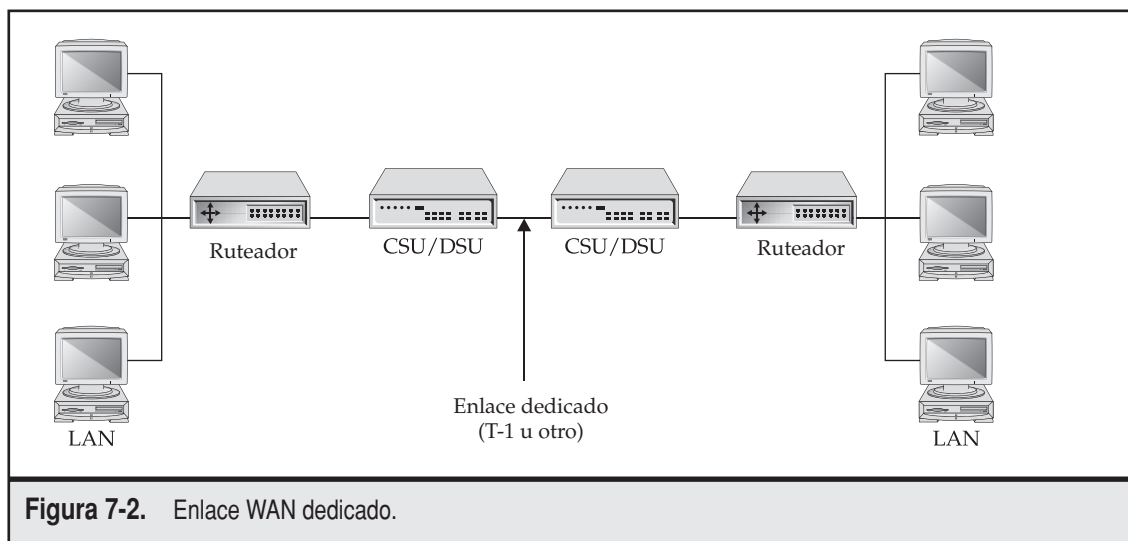 Ruteador
CSU/DSU
CSU/DSU
Ruteador
LAN
Enlace dedicado
(T-1 u otro)
LAN
Figura 7-2. Enlace WAN dedicado.